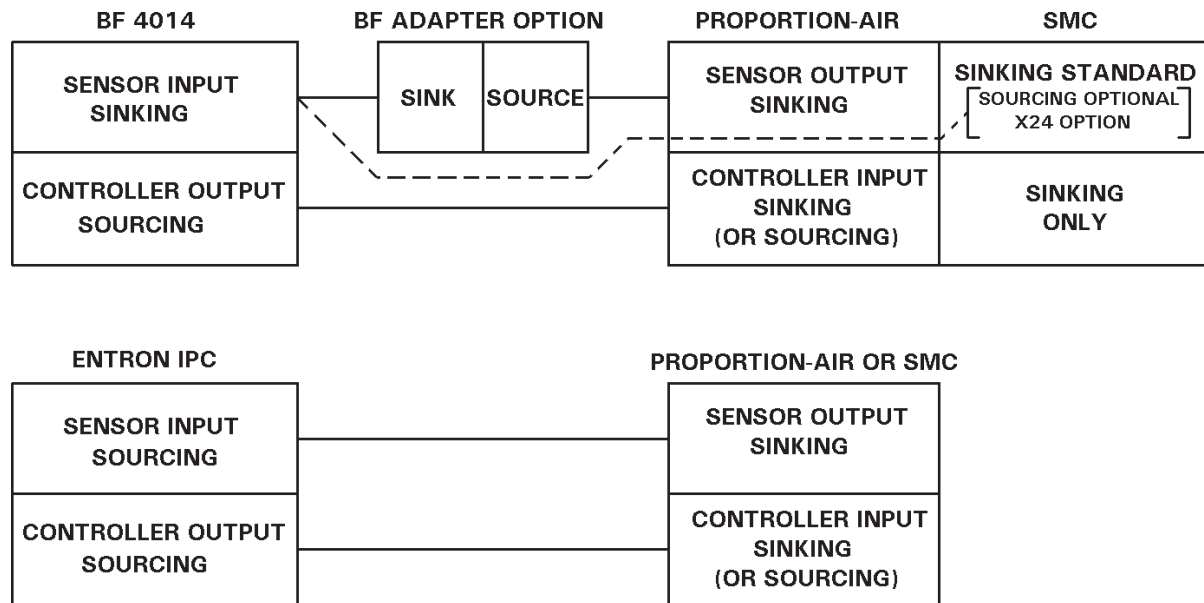 BF 4014
BF ADAPTER OPTION
PROPORTION-AIR
SMC
SENSOR INPUT
SINKING
SINK
SOURCE
SENSOR OUTPUT
SINKING
SINKING STANDARD
SOURCING OPTIONAL
X24 OPTION
CONTROLLER OUTPUT
SOURCING
CONTROLLER INPUT
SINKING
(OR SOURCING)
SINKING
ONLY
ENTRON IPC
PROPORTION-AIR OR SMC
SENSOR INPUT
SOURCING
SENSOR OUTPUT
SINKING
CONTROLLER OUTPUT
SOURCING
CONTROLLER INPUT
SINKING
(OR SOURCING)